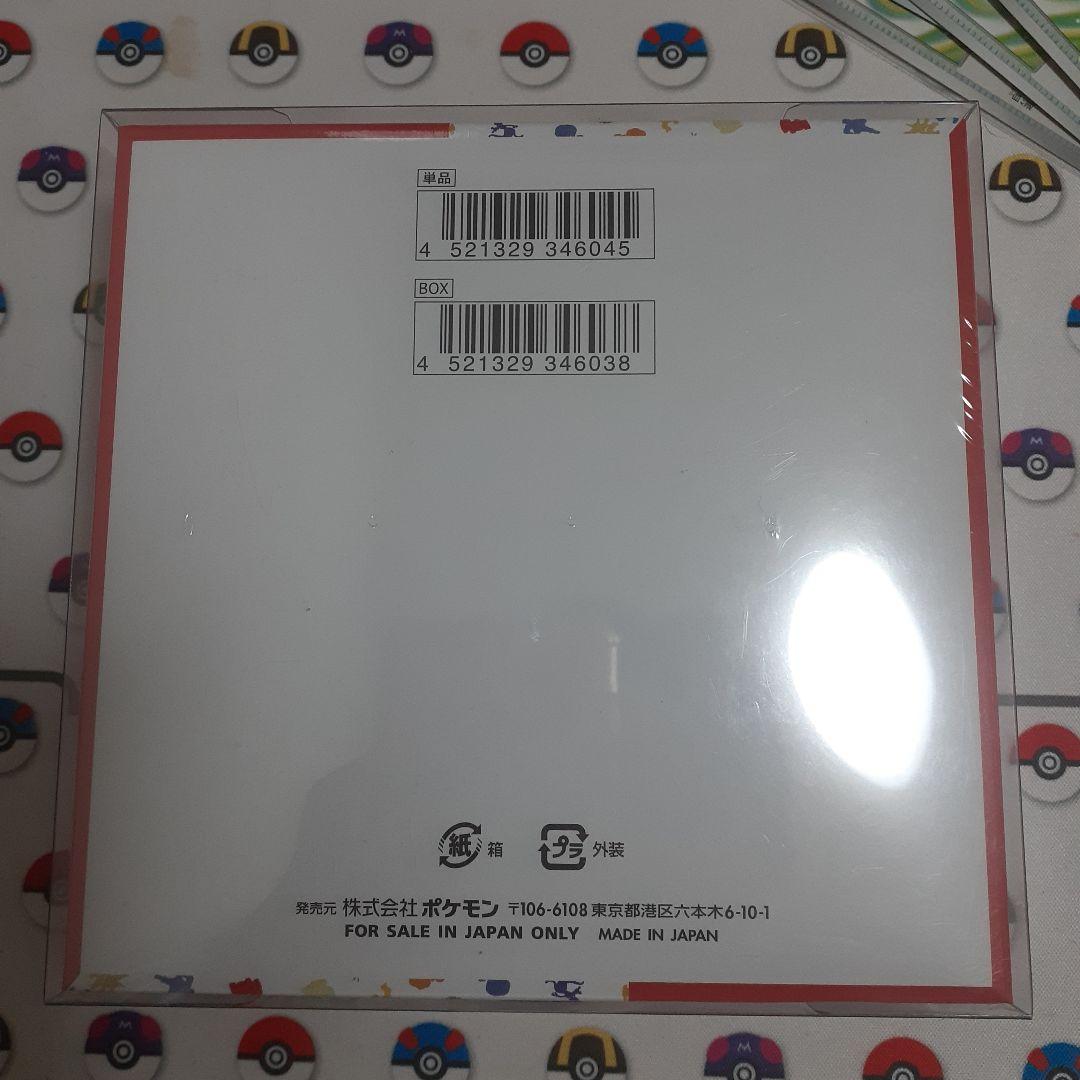 単品
4 521329 346045
BOX
4 521329 346038
紙 箱 プラ 外装
発売元 株式会社 ポケモン 〒106-6108 東京都港区六本木6-10-1
FOR SALE IN JAPAN ONLY MADE IN JAPAN